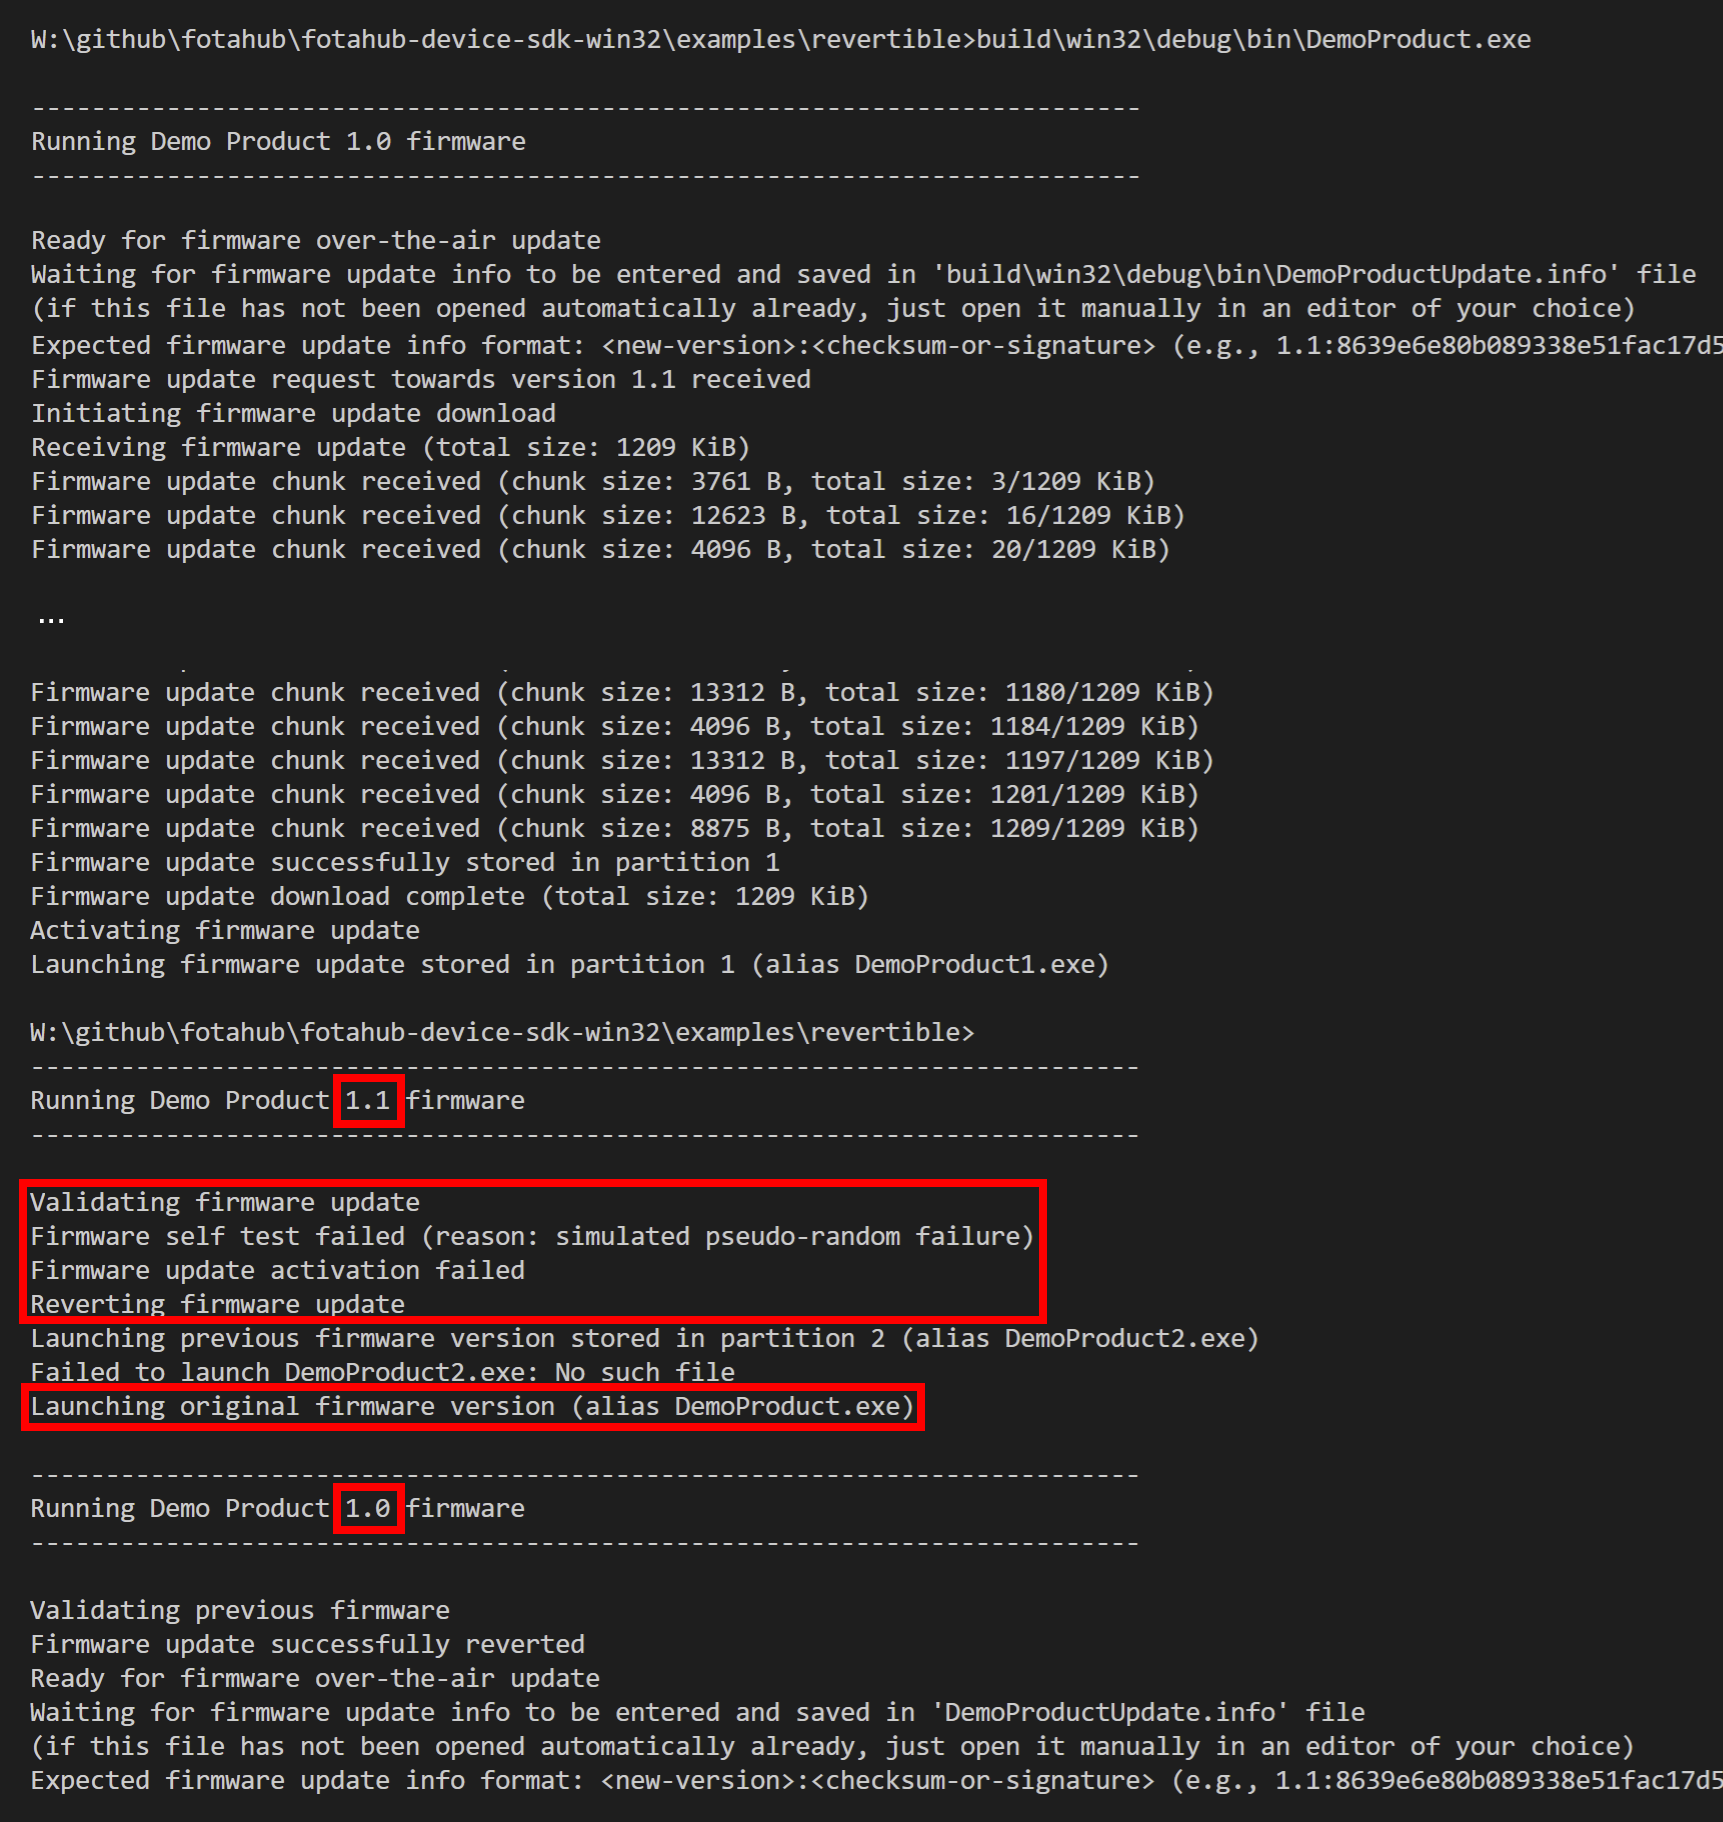 W:\github\fotahub\fotahub-device-sdk-win32\examples\revertible>build\win32\debug\bin\DemoProduct.exe
--------------------------------------------------------------------------
Running Demo Product 1.0 firmware
--------------------------------------------------------------------------
Ready for firmware over-the-air update
Waiting for firmware update info to be entered and saved in 'build\win32\debug\bin\DemoProductUpdate.info' file
(if this file has not been opened automatically already, just open it manually in an editor of your choice)
Expected firmware update info format: <new-version>:<checksum-or-signature> (e.g., 1.1:8639e6e80b089338e51fac17d5
Firmware update request towards version 1.1 received
Initiating firmware update download
Receiving firmware update (total size: 1209 KiB)
Firmware update chunk received (chunk size: 3761 B, total size: 3/1209 KiB)
Firmware update chunk received (chunk size: 12623 B, total size: 16/1209 KiB)
Firmware update chunk received (chunk size: 4096 B, total size: 20/1209 KiB)
...
Firmware update chunk received (chunk size: 13312 B, total size: 1180/1209 KiB)
Firmware update chunk received (chunk size: 4096 B, total size: 1184/1209 KiB)
Firmware update chunk received (chunk size: 13312 B, total size: 1197/1209 KiB)
Firmware update chunk received (chunk size: 4096 B, total size: 1201/1209 KiB)
Firmware update chunk received (chunk size: 8875 B, total size: 1209/1209 KiB)
Firmware update successfully stored in partition 1
Firmware update download complete (total size: 1209 KiB)
Activating firmware update
Launching firmware update stored in partition 1 (alias DemoProduct1.exe)
W:\github\fotahub\fotahub-device-sdk-win32\examples\revertible>
--------------------------------------------------------------------------
Running Demo Product 1.1 firmware
--------------------------------------------------------------------------
Validating firmware update
Firmware self test failed (reason: simulated pseudo-random failure)
Firmware update activation failed
Reverting firmware update
Launching previous firmware version stored in partition 2 (alias DemoProduct2.exe)
Failed to launch DemoProduct2.exe: No such file
Launching original firmware version (alias DemoProduct.exe)
--------------------------------------------------------------------------
Running Demo Product 1.0 firmware
--------------------------------------------------------------------------
Validating previous firmware
Firmware update successfully reverted
Ready for firmware over-the-air update
Waiting for firmware update info to be entered and saved in 'DemoProductUpdate.info' file
(if this file has not been opened automatically already, just open it manually in an editor of your choice)
Expected firmware update info format: <new-version>:<checksum-or-signature> (e.g., 1.1:8639e6e80b089338e51fac17d5